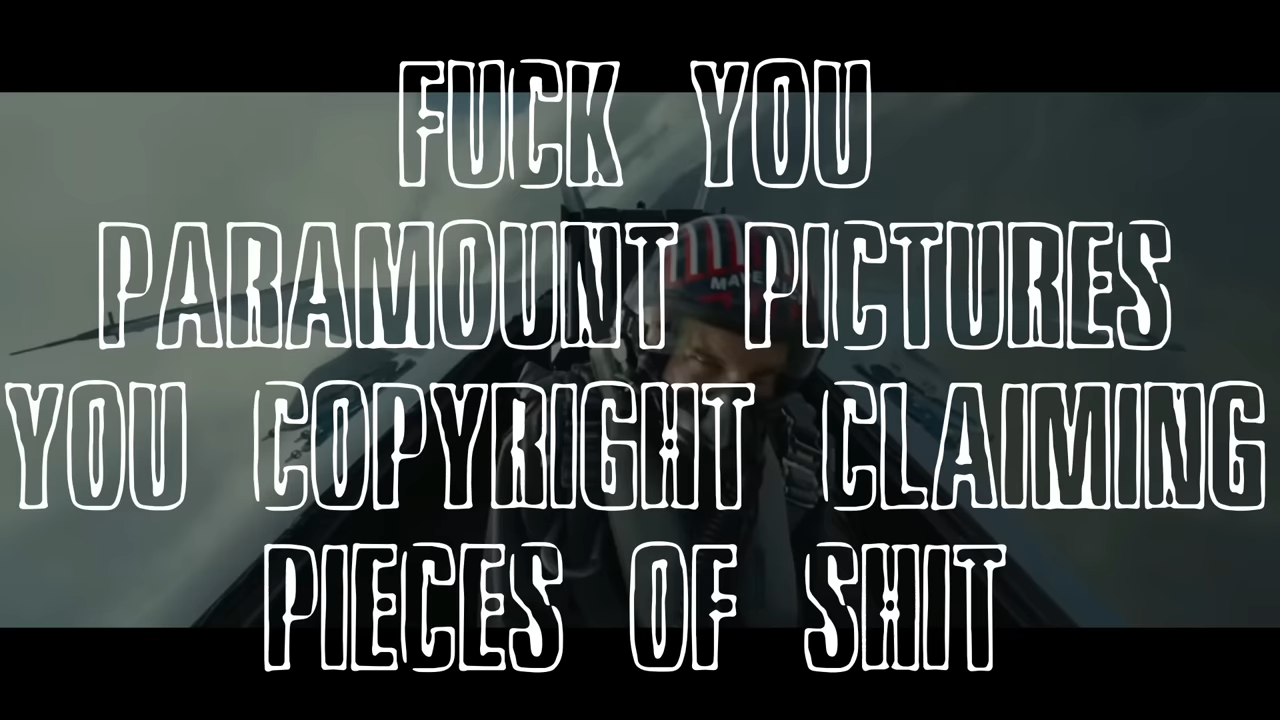 FUCK YOU
PARAMOUNT PICTURES
YOU COPYRIGHT CLAIMING
PIECES OF SHIT